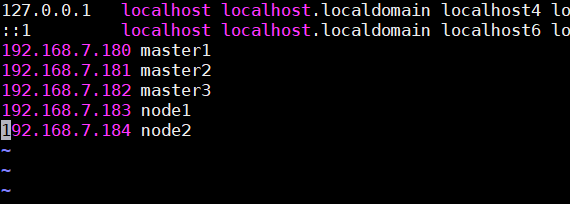 127.0.0.1   localhost localhost.localdomain localhost4 lo
::1         localhost localhost.localdomain localhost6 lo
192.168.7.180 master1
192.168.7.181 master2
192.168.7.182 master3
192.168.7.183 node1
192.168.7.184 node2
~
~
~